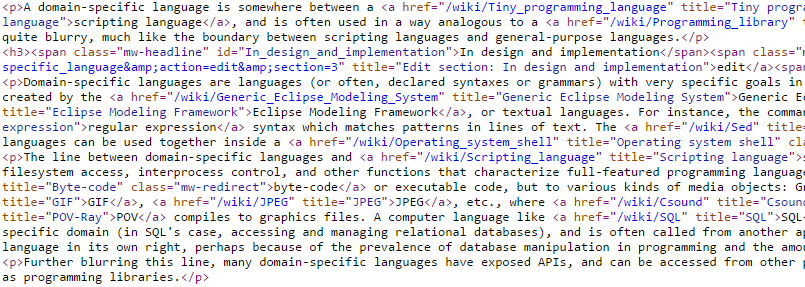 <p>A domain-specific language is somewhere between a <a href="/wiki/Tiny_programming_language" title="Tiny progr
language">scripting language</a>, and is often used in a way analogous to a <a href="/wiki/Programming_library" t
quite blurry, much like the boundary between scripting languages and general-purpose languages.</p>
<h3><span class="mw-headline" id="In_design_and_implementation">In design and implementation</span><span class="m
specific_language&amp;action=edit&amp;section=3" title="Edit section: In design and implementation">edit</a><span
<p>Domain-specific languages are languages (or often, declared syntaxes or grammars) with very specific goals in
created by the <a href="/wiki/Generic_Eclipse_Modeling_System" title="Generic Eclipse Modeling System">Generic E
title="Eclipse Modeling Framework">Eclipse Modeling Framework</a>, or textual languages. For instance, the comma
expression">regular expression</a> syntax which matches patterns in lines of text. The <a href="/wiki/Sed" title=
languages can be used together inside a <a href="/wiki/Operating_system_shell" title="Operating system shell" cla
<p>The line between domain-specific languages and <a href="/wiki/Scripting_language" title="Scripting language">s
filesystem access, interprocess control, and other functions that characterize full-featured programming language
title="Byte-code" class="mw-redirect">byte-code</a> or executable code, but to various kinds of media objects: Gr
title="GIF">GIF</a>, <a href="/wiki/JPEG" title="JPEG">JPEG</a>, etc., where <a href="/wiki/Csound" title="Csound
title="POV-Ray">POV</a> compiles to graphics files. A computer language like <a href="/wiki/SQL" title="SQL">SQL<
specific domain (in SQL's case, accessing and managing relational databases), and is often called from another ap
language in its own right, perhaps because of the prevalence of database manipulation in programming and the amou
<p>Further blurring this line, many domain-specific languages have exposed APIs, and can be accessed from other p
as programming libraries.</p>